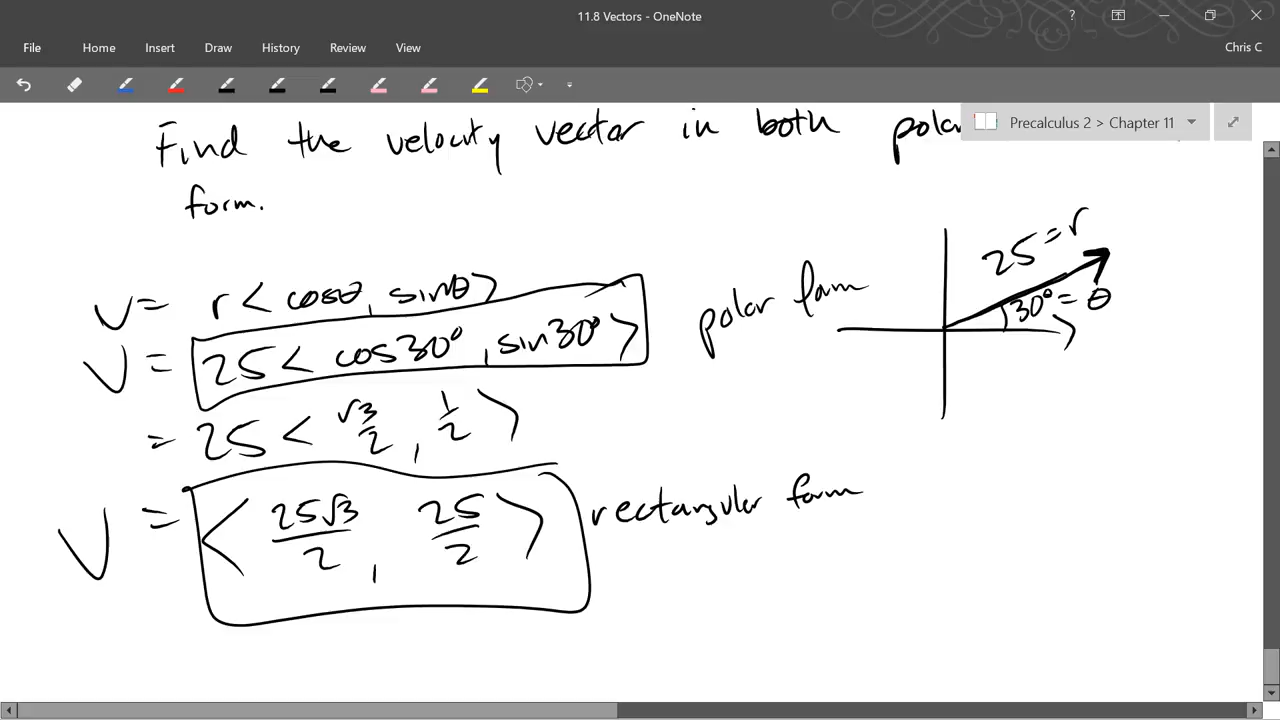 11.8 Vectors - OneNote
?
File Home Insert Draw History Review View
Chris C
Precalculus 2 > Chapter 11
Find the velocity vector in both polar
form.
V = r < cosθ, sinθ >
V = 25 < cos 30°, sin 30° >
polar form
25 = r
30° = θ
= 25 < √3/2, 1/2 >
V = < 25√3/2, 25/2 >
rectangular form